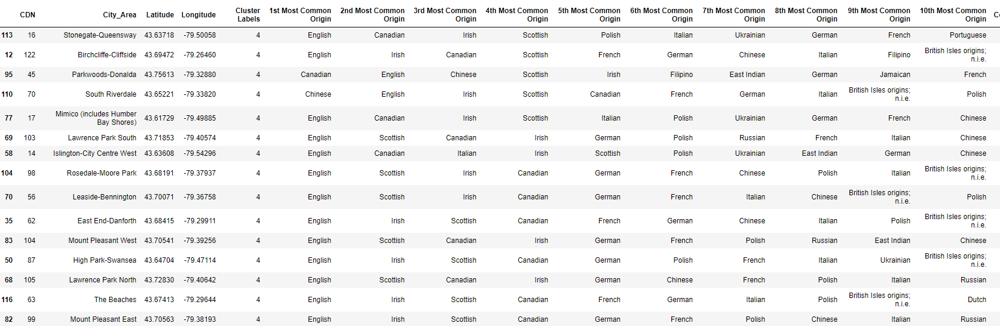 CDN City_Area Latitude Longitude Cluster Labels 1st Most Common Origin 2nd Most Common Origin 3rd Most Common Origin 4th Most Common Origin 5th Most Common Origin 6th Most Common Origin 7th Most Common Origin 8th Most Common Origin 9th Most Common Origin 10th Most Common Origin
113 16 Stonegate-Queensway 43.63718 -79.50058 4 English Canadian Irish Scottish Polish Italian Ukrainian German French Portuguese
12 122 Birchcliffe-Cliffside 43.69472 -79.26460 4 English Irish Canadian Scottish French German Chinese Italian Filipino British Isles origins; n.i.e.
95 45 Parkwoods-Donalda 43.75613 -79.32880 4 Canadian English Chinese Scottish Irish Filipino East Indian German Jamaican French
110 70 South Riverdale 43.65221 -79.33820 4 Chinese English Irish Scottish Canadian French German Italian British Isles origins; n.i.e. Polish
77 17 Mimico (includes Humber Bay Shores) 43.61729 -79.49885 4 English Canadian Irish Scottish Italian Polish Ukrainian German French Chinese
69 103 Lawrence Park South 43.71853 -79.40574 4 English Scottish Canadian Irish German Polish Russian French Italian Chinese
58 14 Islington-City Centre West 43.63608 -79.54296 4 English Canadian Italian Irish Scottish Polish Ukrainian East Indian German Chinese
104 98 Rosedale-Moore Park 43.68191 -79.37937 4 English Scottish Irish Canadian German French Chinese Polish Italian British Isles origins; n.i.e.
70 56 Leaside-Bennington 43.70071 -79.36758 4 English Scottish Irish Canadian German French Italian Chinese British Isles origins; n.i.e. Polish
35 62 East End-Danforth 43.68415 -79.29911 4 English Irish Scottish Canadian French German Chinese Italian Polish British Isles origins; n.i.e.
83 104 Mount Pleasant West 43.70541 -79.39256 4 English Scottish Canadian Irish German French Polish Russian East Indian Chinese
50 87 High Park-Swansea 43.64704 -79.47114 4 English Irish Scottish Canadian German Polish French Italian Ukrainian British Isles origins; n.i.e.
68 105 Lawrence Park North 43.72830 -79.40642 4 English Scottish Canadian Irish German Chinese French Polish Italian Russian
116 63 The Beaches 43.67413 -79.29644 4 English Irish Scottish Canadian French German Italian Polish British Isles origins; n.i.e. Dutch
82 99 Mount Pleasant East 43.70563 -79.38193 4 English Irish Scottish Canadian German French Polish Chinese Italian Russian